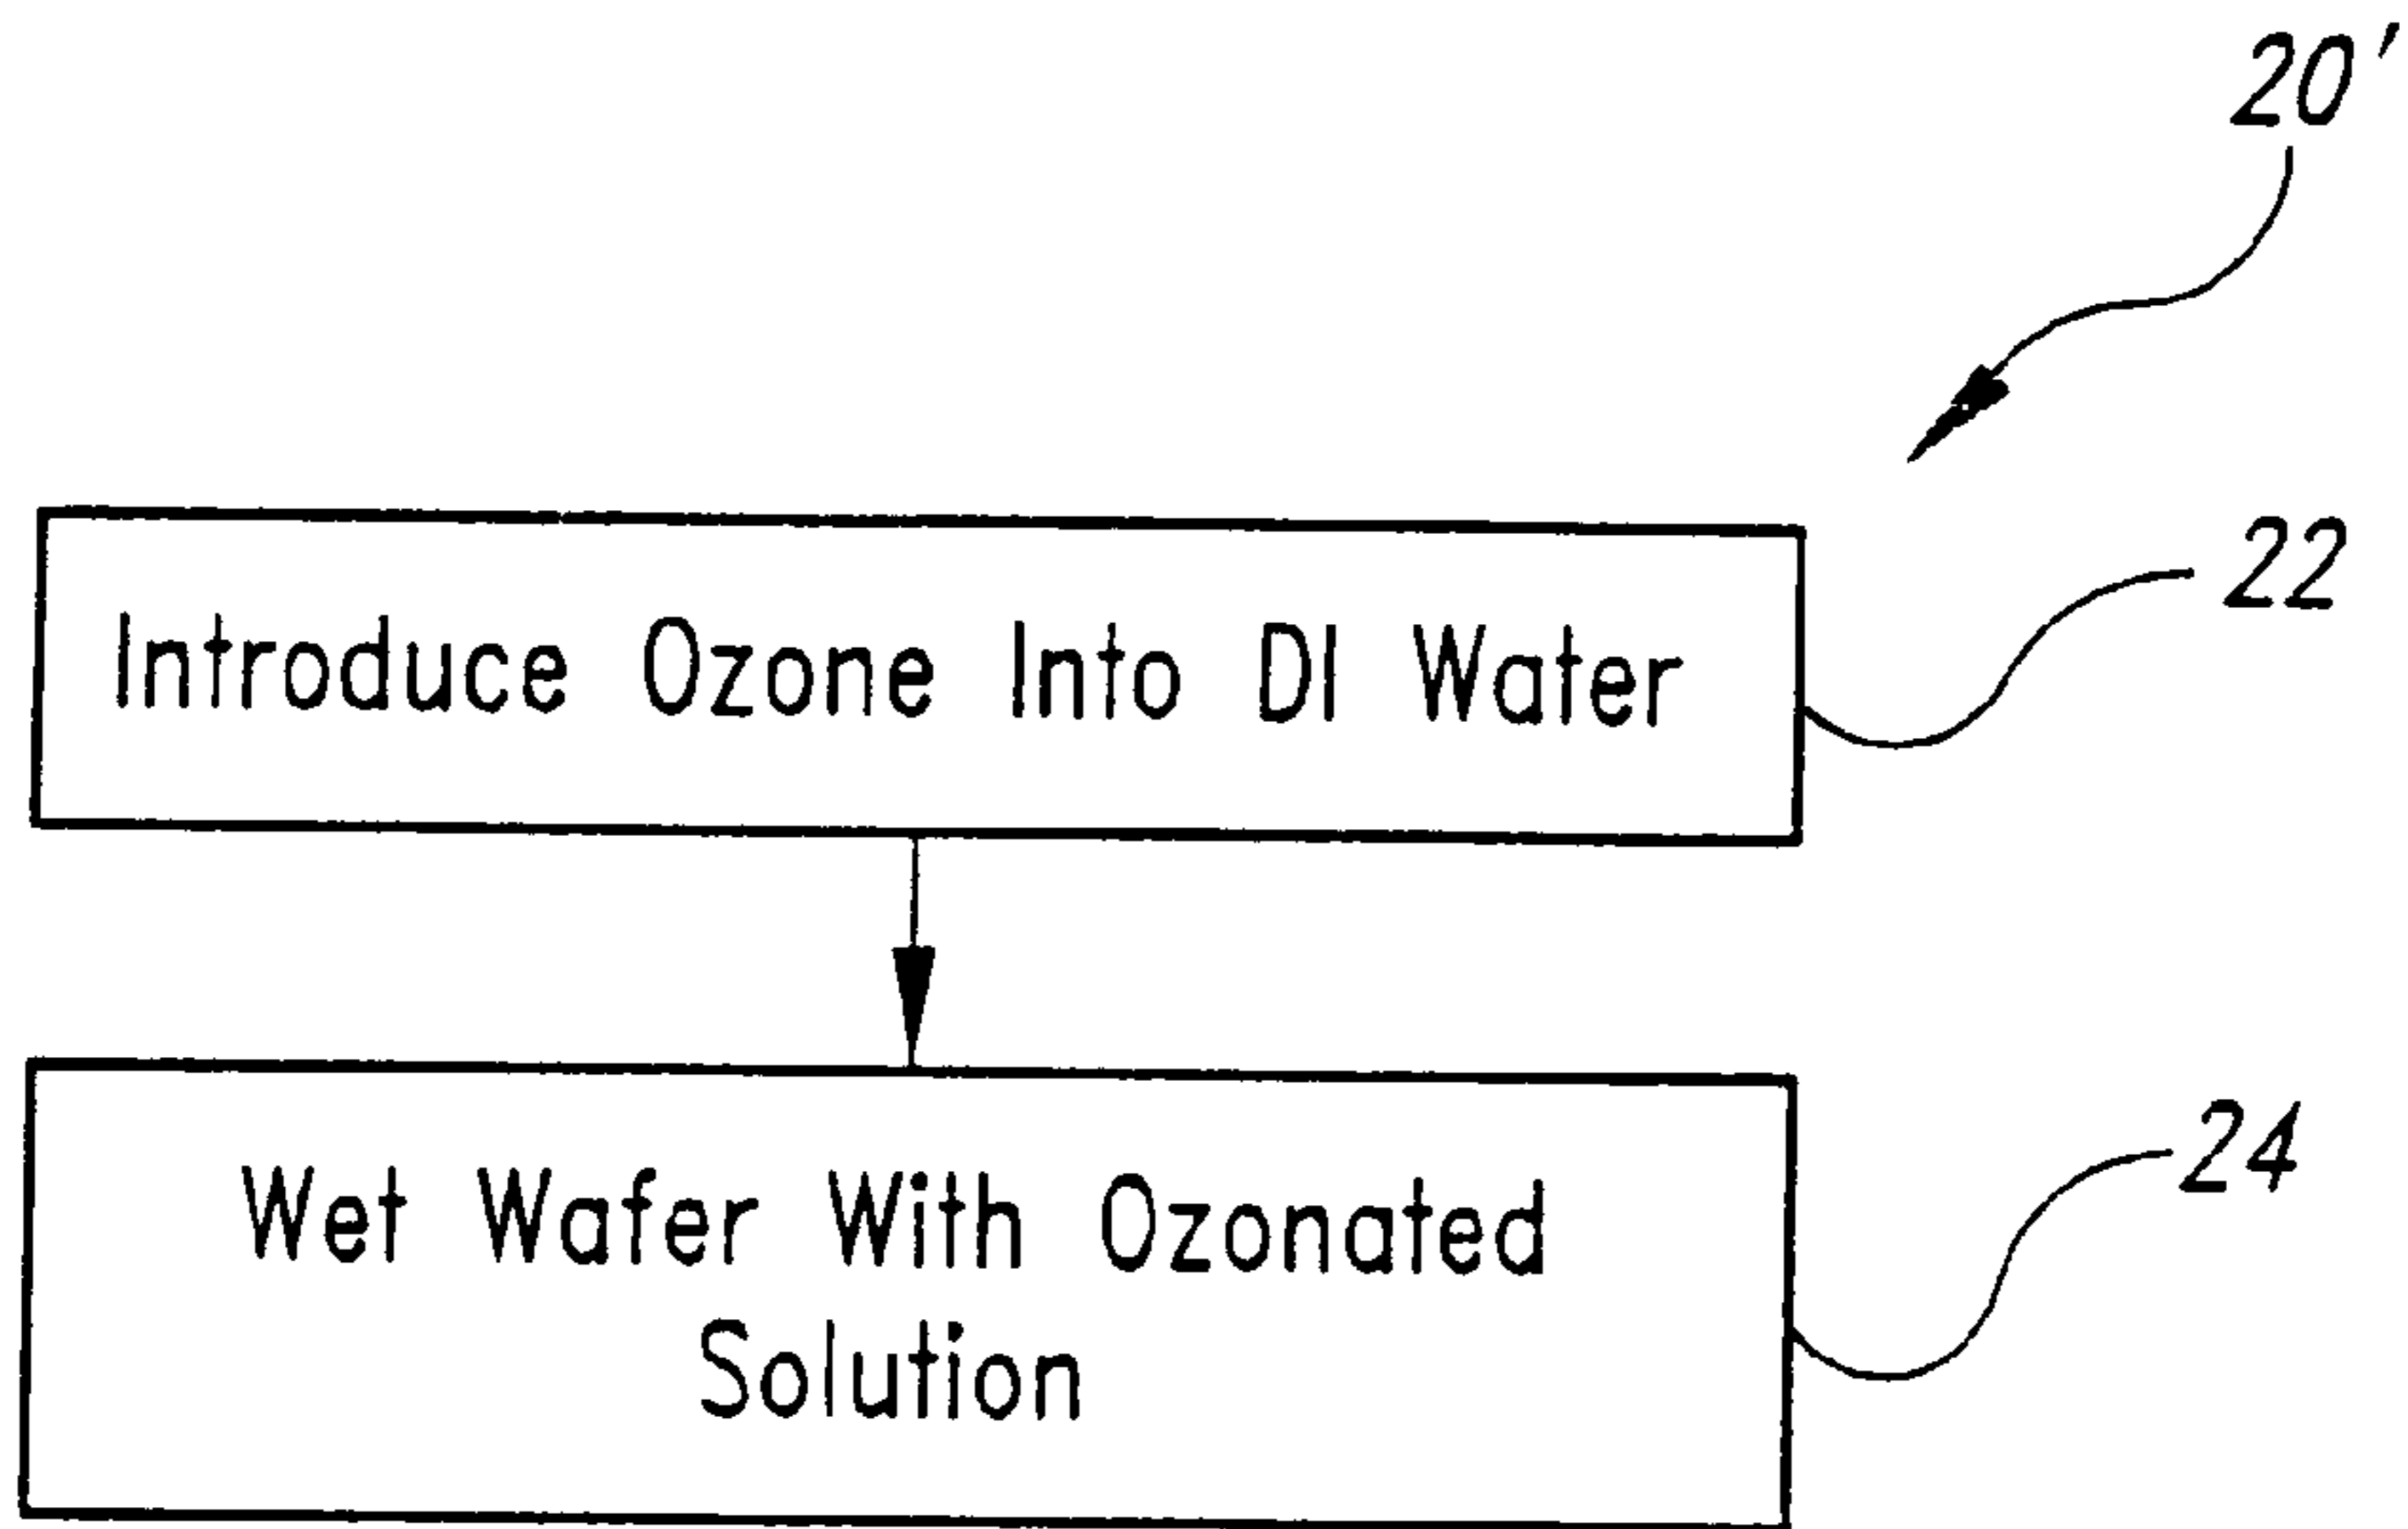 20'
22
Introduce Ozone Into DI Water
24
Wet Wafer With Ozonated
Solution